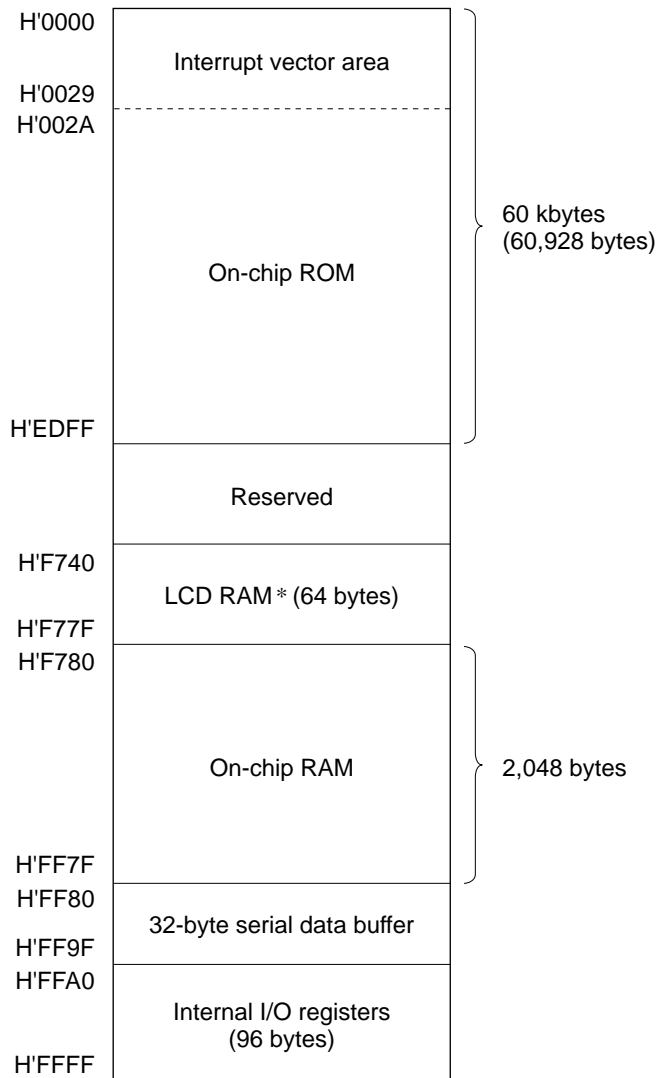 H'0000
Interrupt vector area
H'0029
H'002A
60 kbytes
(60,928 bytes)
On-chip ROM
H'EDFF
Reserved
H'F740
LCD RAM* (64 bytes)
H'F77F
H'F780
On-chip RAM
2,048 bytes
H'FF7F
H'FF80
32-byte serial data buffer
H'FF9F
H'FFA0
Internal I/O registers
(96 bytes)
H'FFFF